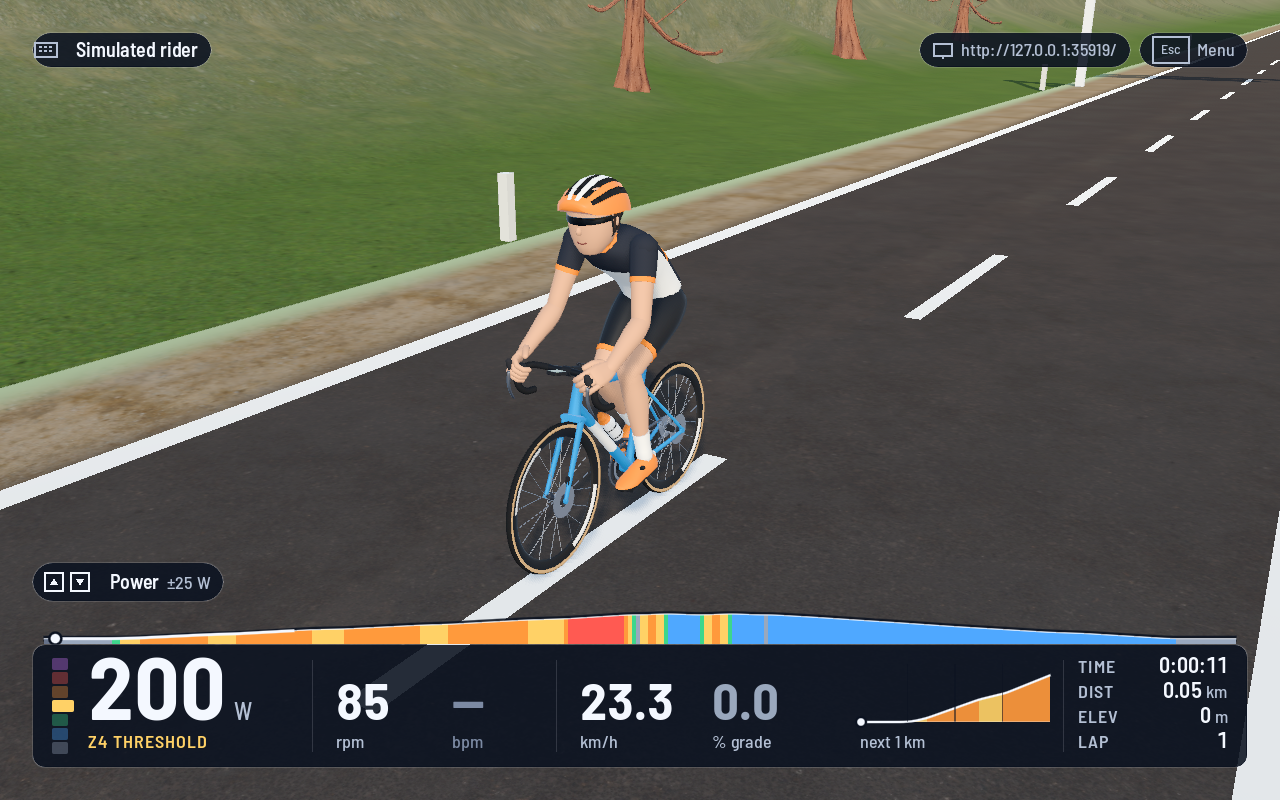 Simulated rider
http://127.0.0.1:35919/
Esc Menu
Power ±25 W
200 W
Z4 THRESHOLD
85
rpm
–
bpm
23.3
km/h
0.0
% grade
next 1 km
TIME 0:00:11
DIST 0.05 km
ELEV 0 m
LAP 1